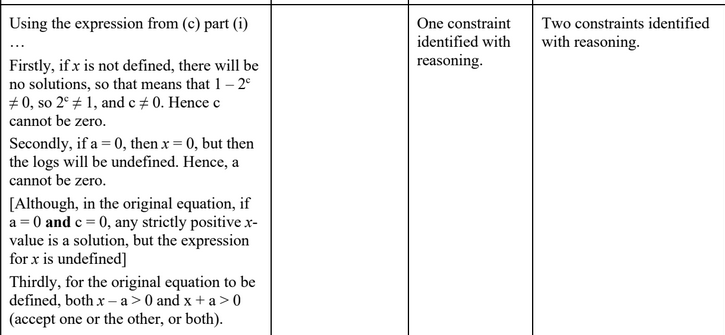 Using the expression from (c) part (i)
…
Firstly, if x is not defined, there will be
no solutions, so that means that 1 – 2ᶜ
≠ 0, so 2ᶜ ≠ 1, and c ≠ 0. Hence c
cannot be zero.
Secondly, if a = 0, then x = 0, but then
the logs will be undefined. Hence, a
cannot be zero.
[Although, in the original equation, if
a = 0 and c = 0, any strictly positive x-
value is a solution, but the expression
for x is undefined]
Thirdly, for the original equation to be
defined, both x – a > 0 and x + a > 0
(accept one or the other, or both).
One constraint
identified with
reasoning.
Two constraints identified
with reasoning.